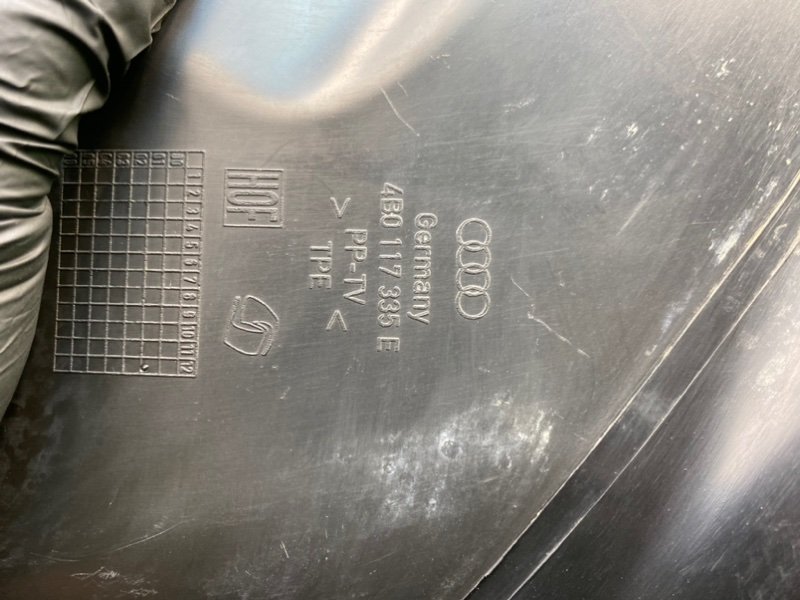 Germany
4B0 117 335 E
> PP-TV <
TPE
HOF
1 2 3 4 5 6 7 8 9 10 11 12